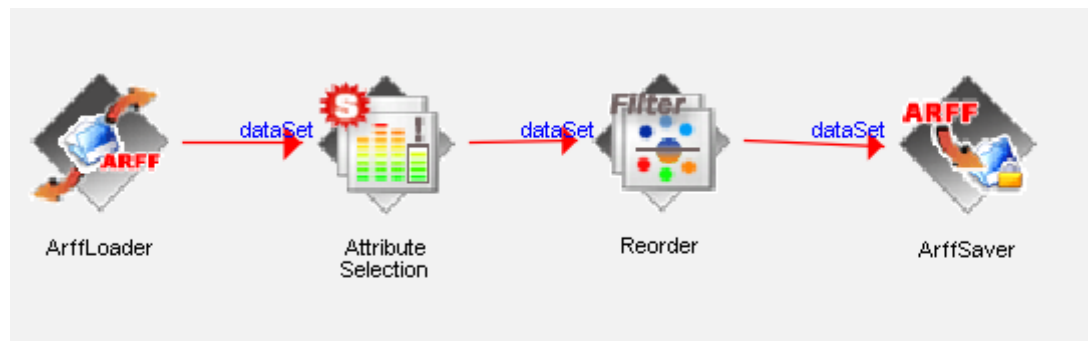 Filter
ARFF
dataSet
dataSet
dataSet
S
!
ARFF
ArffLoader
Attribute
Selection
Reorder
ArffSaver